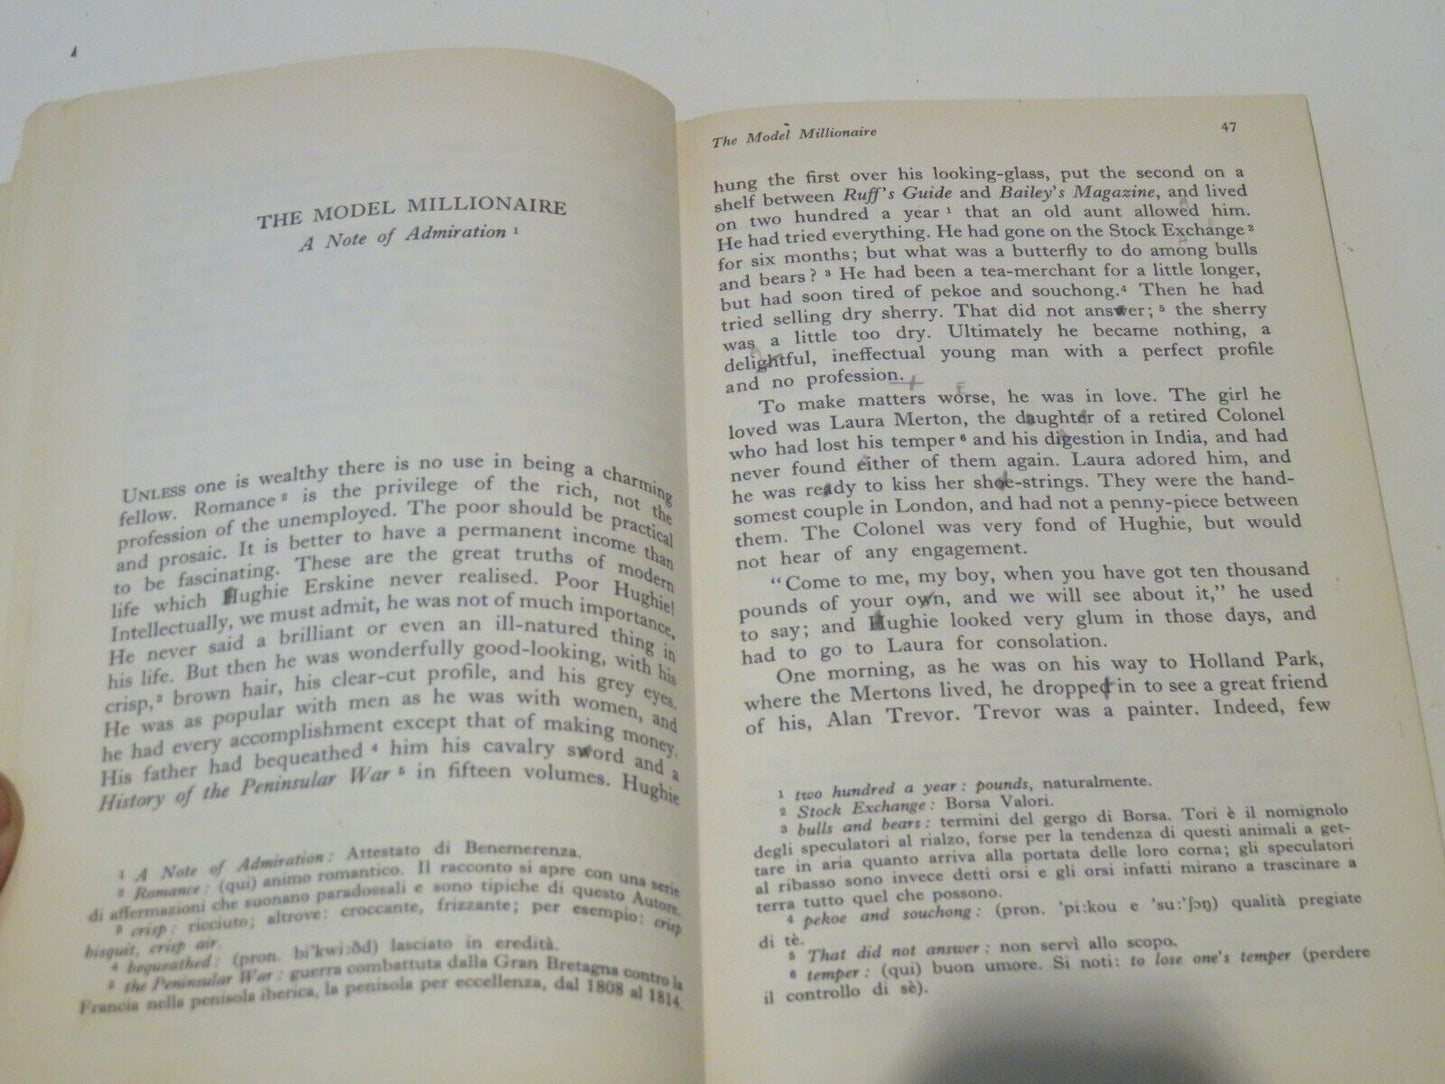 THE MODEL MILLIONAIRE
A Note of Admiration ¹
UNLESS one is wealthy there is no use in being a charming
fellow. Romance ² is the privilege of the rich, not the
profession of the unemployed. The poor should be practical
and prosaic. It is better to have a permanent income than
to be fascinating. These are the great truths of modern
life which Hughie Erskine never realised. Poor Hughie!
Intellectually, we must admit, he was not of much importance.
He never said a brilliant or even an ill-natured thing in
his life. But then he was wonderfully good-looking, with his
crisp,³ brown hair, his clear-cut profile, and his grey eyes.
He was as popular with men as he was with women, and
he had every accomplishment except that of making money.
His father had bequeathed ⁴ him his cavalry sword and a
History of the Peninsular War ⁵ in fifteen volumes. Hughie
¹ A Note of Admiration: Attestato di Benemerenza.
² Romance: (qui) animo romantico. Il racconto si apre con una serie
di affermazioni che suonano paradossali e sono tipiche di questo Autore.
³ crisp: ricciuto; altrove: croccante, frizzante; per esempio: crisp
bisquit, crisp air.
⁴ bequeathed: (pron. bi'kwi:ðd) lasciato in eredità.
⁵ the Peninsular War: guerra combattuta dalla Gran Bretagna contro la
Francia nella penisola iberica, la penisola per eccellenza, dal 1808 al 1814.
The Model Millionaire 47
hung the first over his looking-glass, put the second on a
shelf between Ruff's Guide and Bailey's Magazine, and lived
on two hundred a year ¹ that an old aunt allowed him.
He had tried everything. He had gone on the Stock Exchange ²
for six months; but what was a butterfly to do among bulls
and bears? ³ He had been a tea-merchant for a little longer,
but had soon tired of pekoe and souchong.⁴ Then he had
tried selling dry sherry. That did not answer; ⁵ the sherry
was a little too dry. Ultimately he became nothing, a
delightful, ineffectual young man with a perfect profile
and no profession.
To make matters worse, he was in love. The girl he
loved was Laura Merton, the daughter of a retired Colonel
who had lost his temper ⁶ and his digestion in India, and had
never found either of them again. Laura adored him, and
he was ready to kiss her shoe-strings. They were the hand-
somest couple in London, and had not a penny-piece between
them. The Colonel was very fond of Hughie, but would
not hear of any engagement.
"Come to me, my boy, when you have got ten thousand
pounds of your own, and we will see about it," he used
to say; and Hughie looked very glum in those days, and
had to go to Laura for consolation.
One morning, as he was on his way to Holland Park,
where the Mertons lived, he dropped in to see a great friend
of his, Alan Trevor. Trevor was a painter. Indeed, few
¹ two hundred a year: pounds, naturalmente.
² Stock Exchange: Borsa Valori.
³ bulls and bears: termini del gergo di Borsa. Tori è il nomignolo
degli speculatori al rialzo, forse per la tendenza di questi animali a get-
tare in aria quanto arriva alla portata delle loro corna; gli speculatori
al ribasso sono invece detti orsi e gli orsi infatti mirano a trascinare a
terra tutto quel che possono.
⁴ pekoe and souchong: (pron. 'pi:kou e 'su:'ʃɔŋ) qualità pregiate
di tè.
⁵ That did not answer: non servì allo scopo.
⁶ temper: (qui) buon umore. Si noti: to lose one's temper (perdere
il controllo di sè).